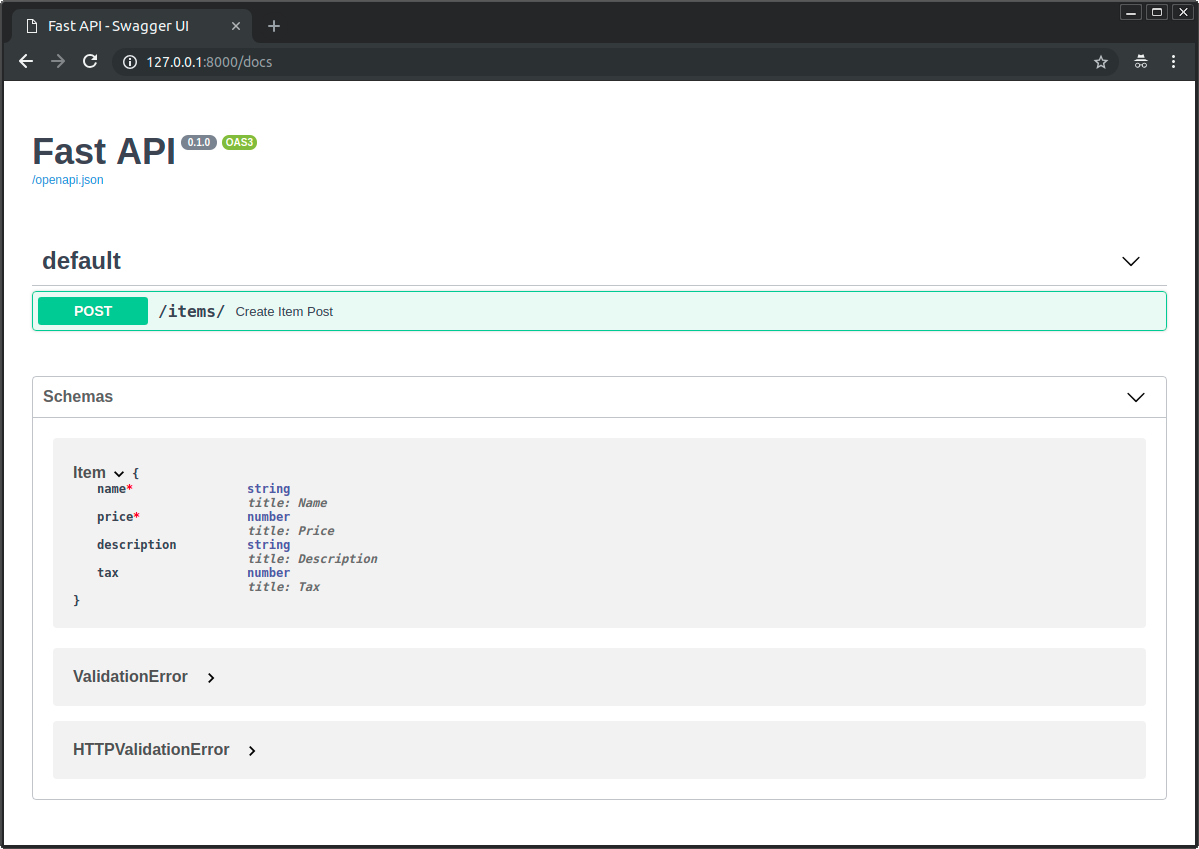 Fast API - Swagger UI
127.0.0.1:8000/docs
Fast API 0.1.0 OAS3
/openapi.json
default
POST /items/ Create Item Post
Schemas
Item {
name* string
title: Name
price* number
title: Price
description string
title: Description
tax number
title: Tax
}
ValidationError
HTTPValidationError